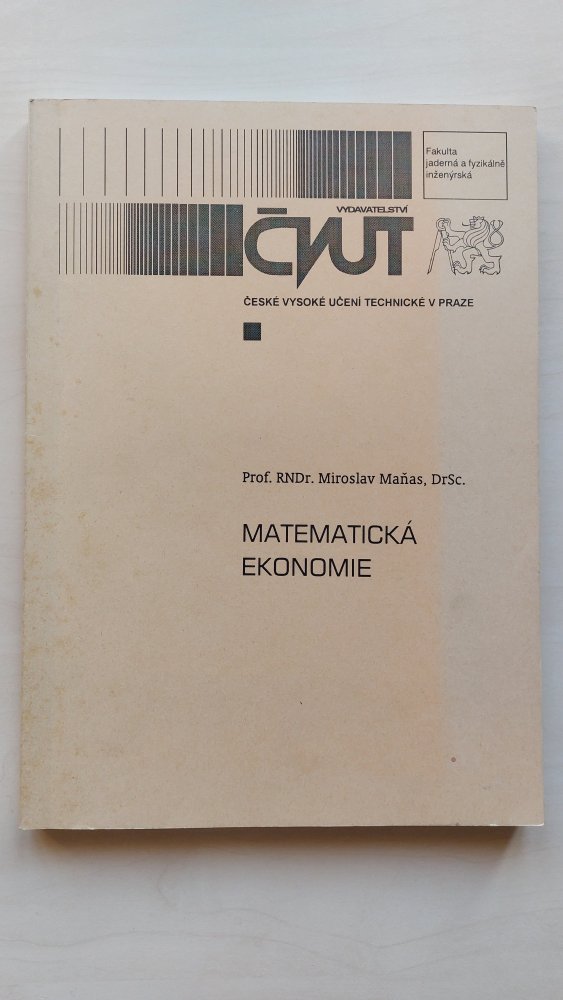 Fakulta
jaderná a fyzikálně
inženýrská
VYDAVATELSTVÍ
ČVUT
ČESKÉ VYSOKÉ UČENÍ TECHNICKÉ V PRAZE
Prof. RNDr. Miroslav Maňas, DrSc.
MATEMATICKÁ
EKONOMIE